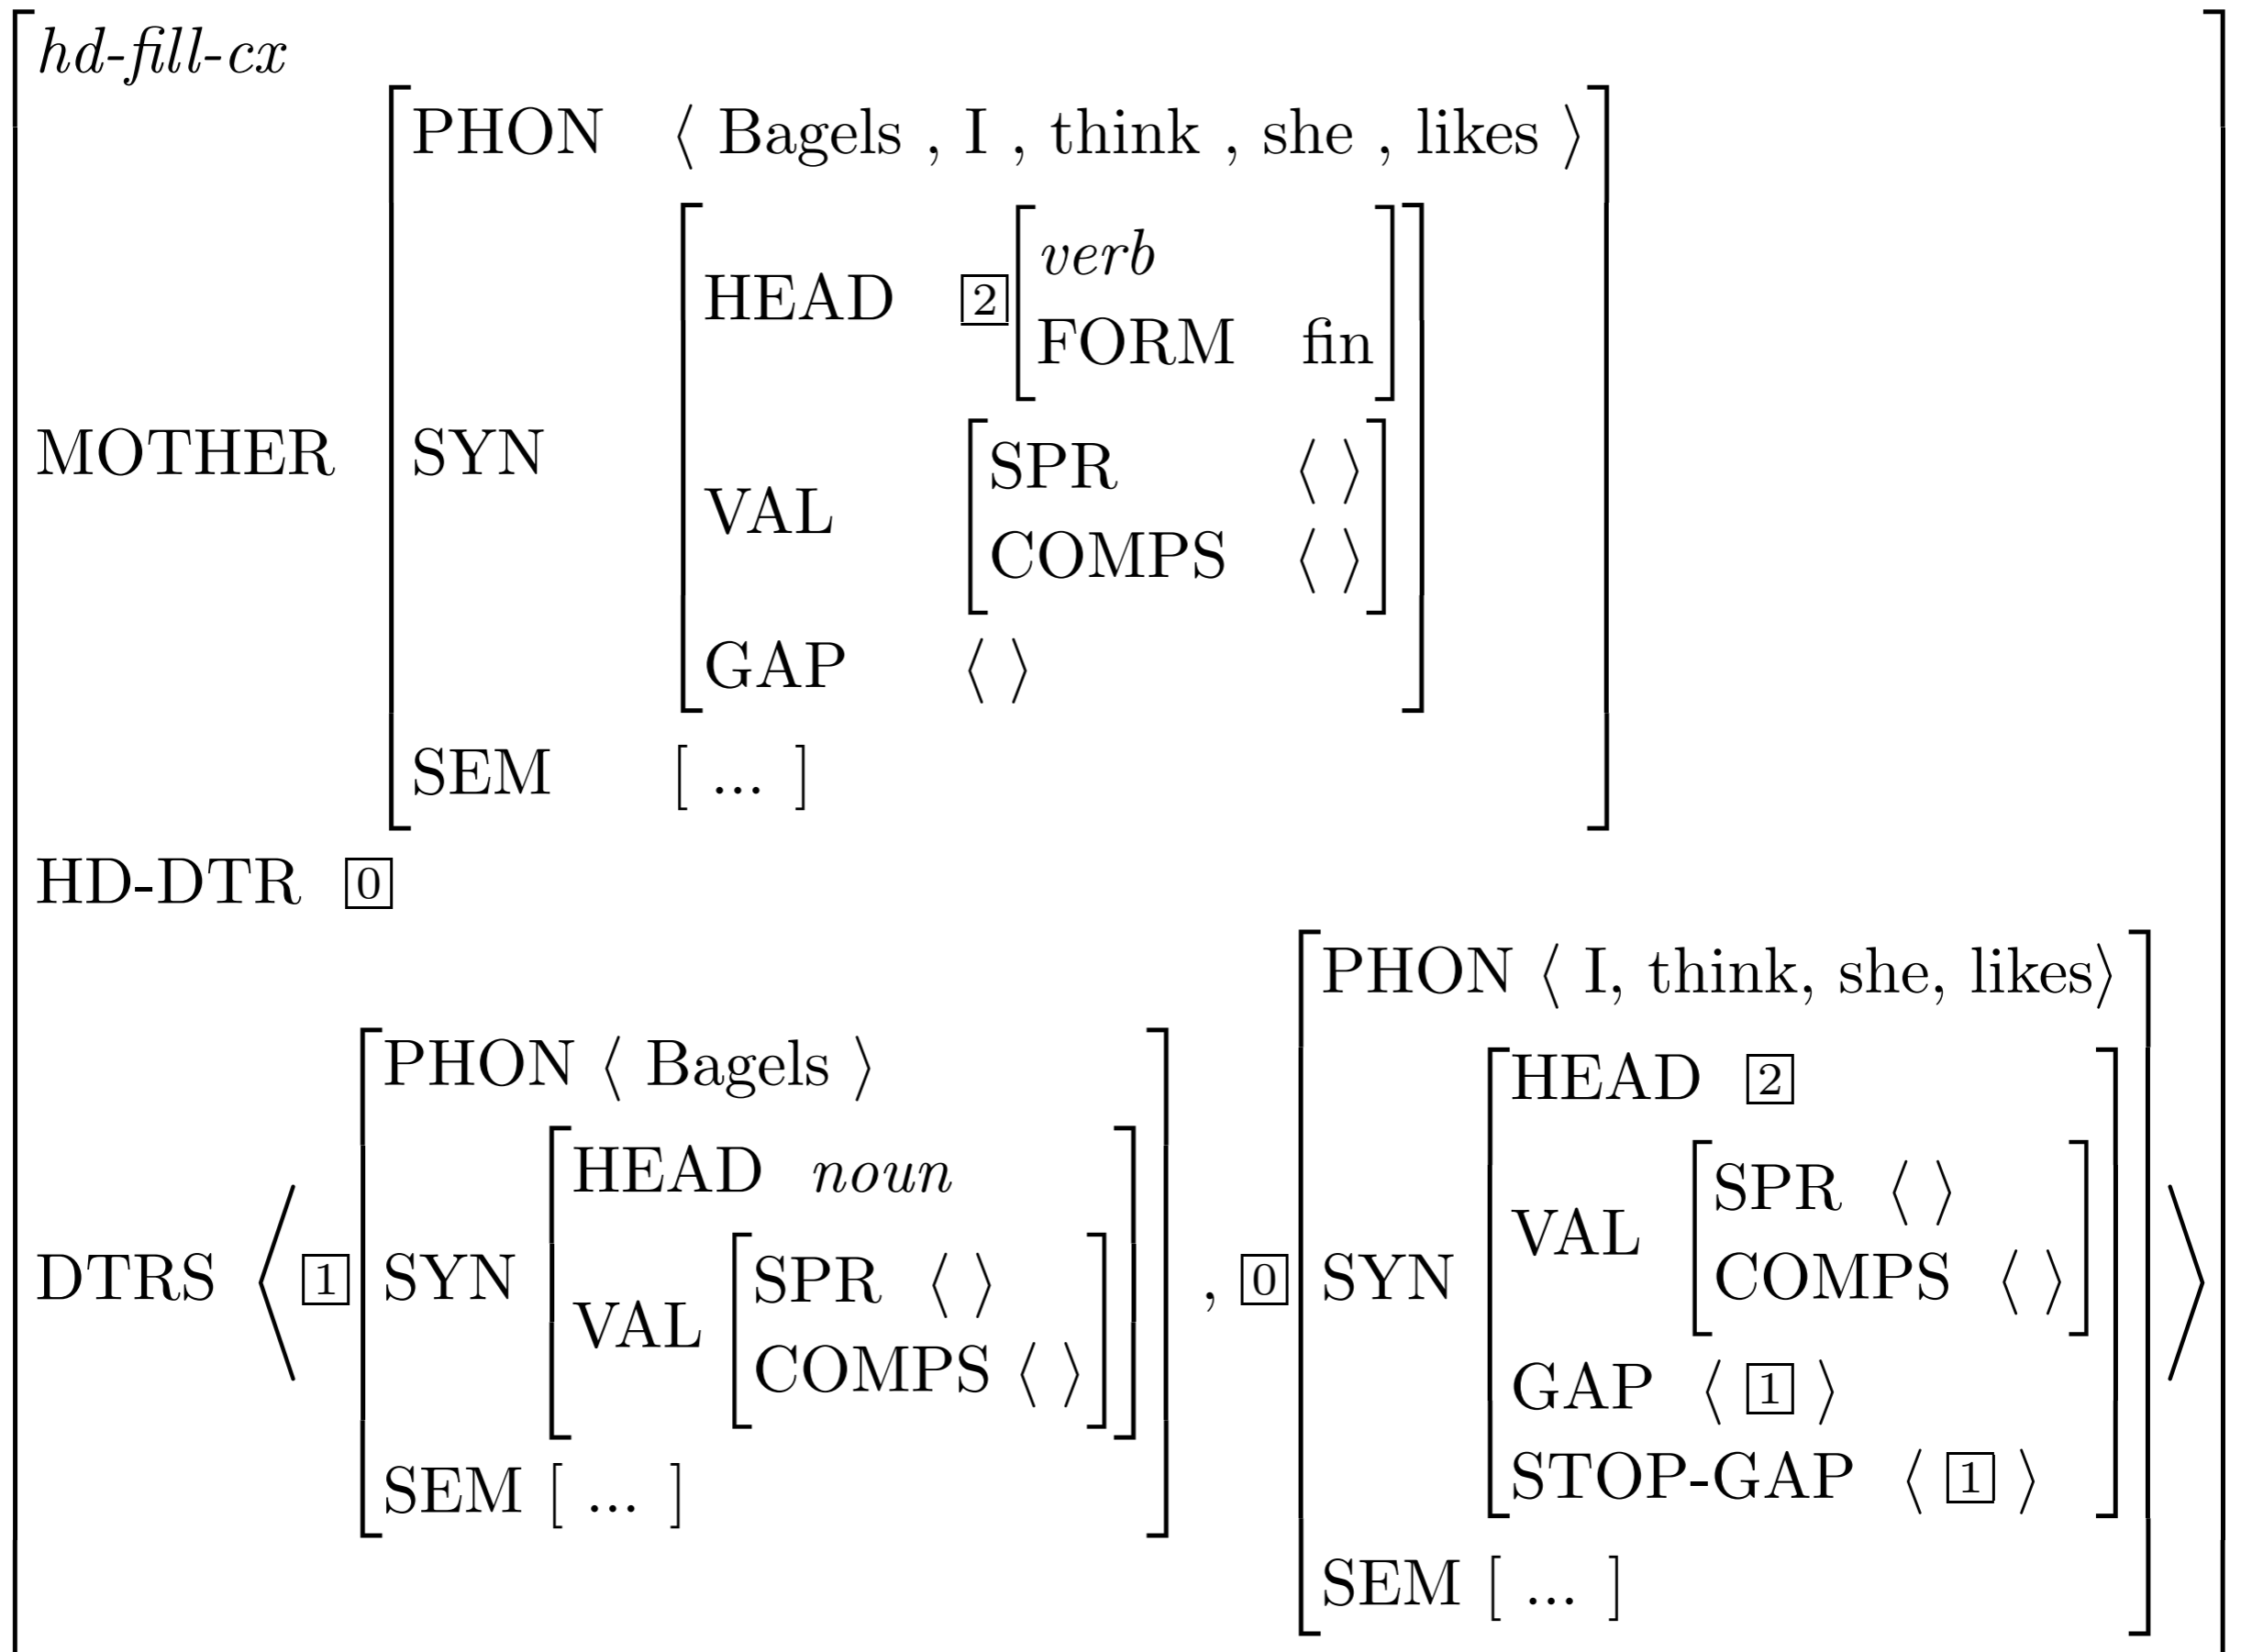 hd-fill-cx
PHON ⟨ Bagels , I , think , she , likes ⟩
verb
HEAD 2
FORM fin
MOTHER SYN
SPR ⟨ ⟩
VAL
COMPS ⟨ ⟩
GAP ⟨ ⟩
SEM [ ... ]
HD-DTR 0
PHON ⟨ I, think, she, likes⟩
PHON ⟨ Bagels ⟩
HEAD 2
HEAD noun
SPR ⟨ ⟩
VAL
DTRS ⟨ 1 SYN
SPR ⟨ ⟩
VAL
COMPS ⟨ ⟩
, 0 SYN
COMPS ⟨ ⟩
⟩
GAP ⟨ 1 ⟩
STOP-GAP ⟨ 1 ⟩
SEM [ ... ]
SEM [ ... ]